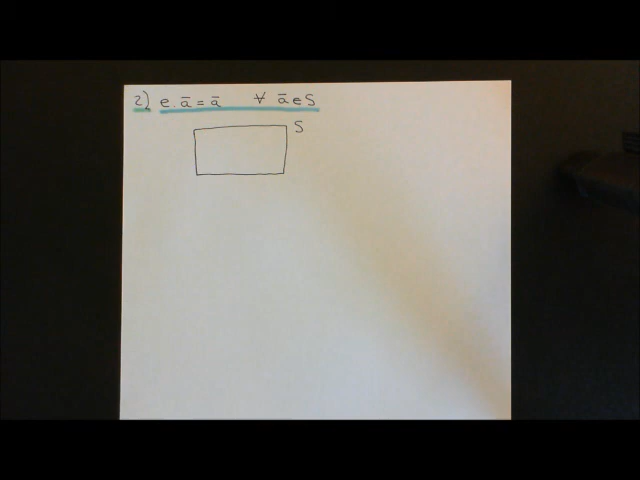 2) e.ā = ā ∀ ā ∈ S
S